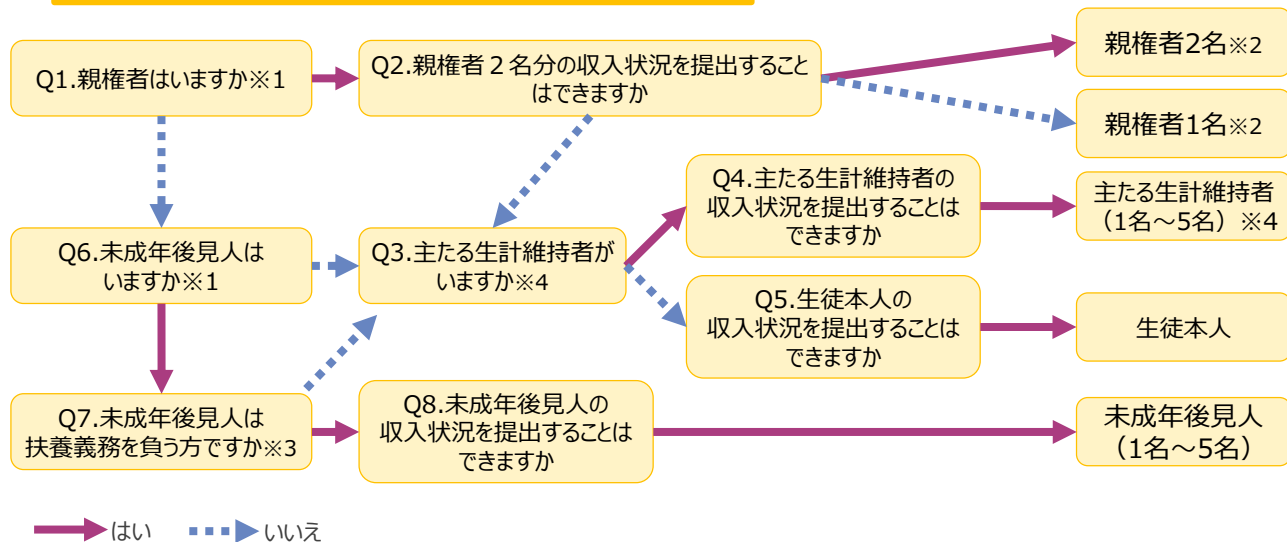 Q1.親権者はいますか※1
Q2.親権者２名分の収入状況を提出すること
はできますか
親権者2名※2
親権者1名※2
Q4.主たる生計維持者の
収入状況を提出することは
できますか
主たる生計維持者
（1名～5名）※4
Q6.未成年後見人は
いますか※1
Q3.主たる生計維持者が
いますか※4
Q5.生徒本人の
収入状況を提出することは
できますか
生徒本人
Q7.未成年後見人は
扶養義務を負う方ですか※3
Q8.未成年後見人の
収入状況を提出することは
できますか
未成年後見人
（1名～5名）
はい
いいえ